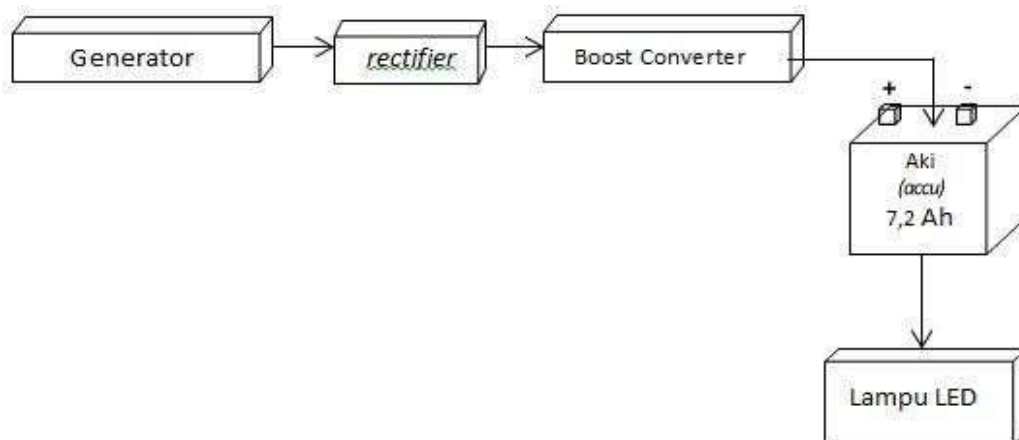 Generator
rectifier
Boost Converter
+ -
Aki
(accu)
7,2 Ah
Lampu LED